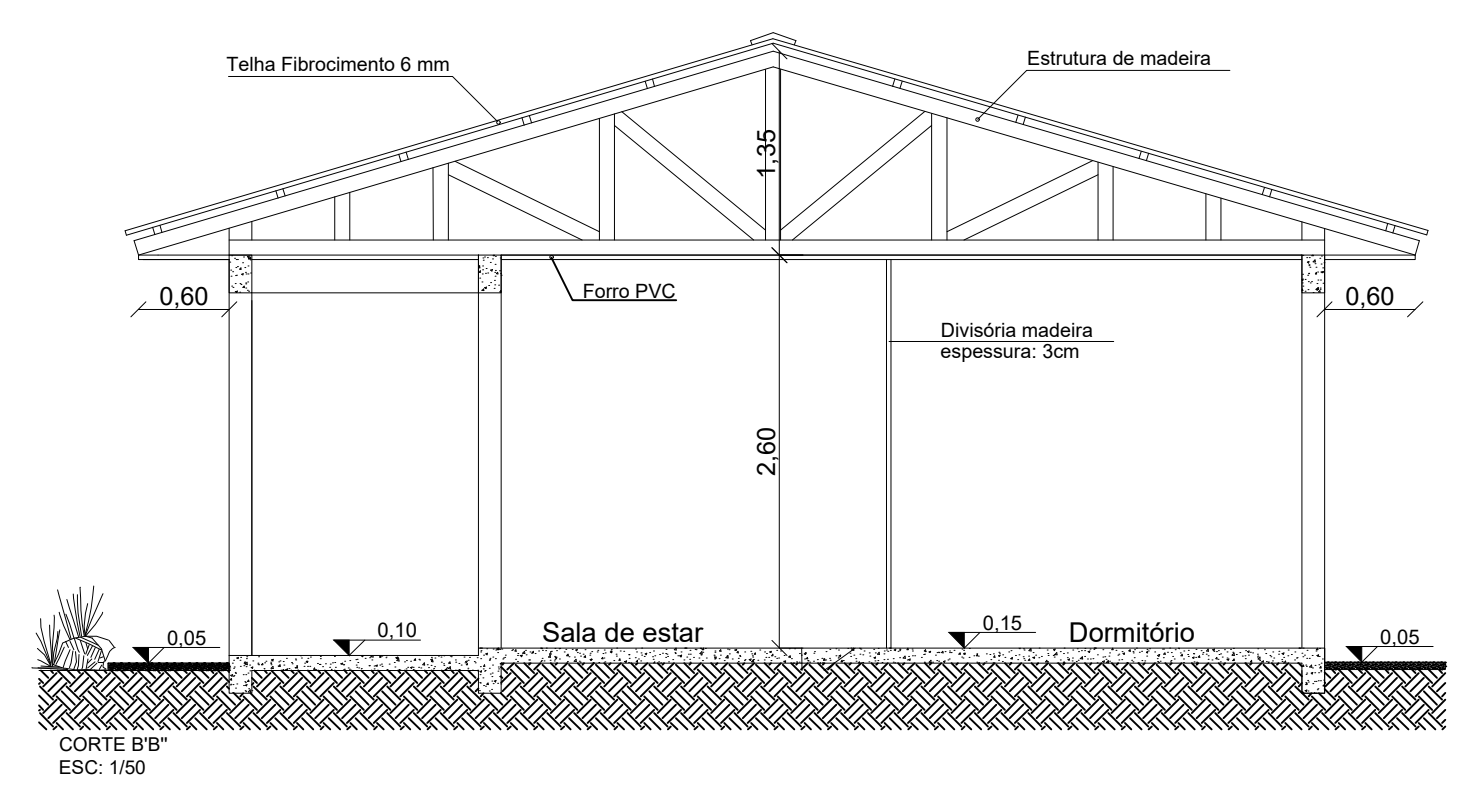 Telha Fibrocimento 6 mm
Estrutura de madeira
1,35
0,60
Forro PVC
0,60
Divisória madeira
espessura: 3cm
2,60
0,05
0,10
Sala de estar
0,15
Dormitório
0,05
CORTE B'B"
ESC: 1/50